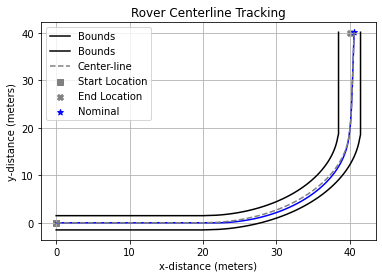 Rover Centerline Tracking
y-distance (meters)
40
30
20
10
0
Bounds
Bounds
Center-line
Start Location
End Location
Nominal
0
10
20
30
40
x-distance (meters)